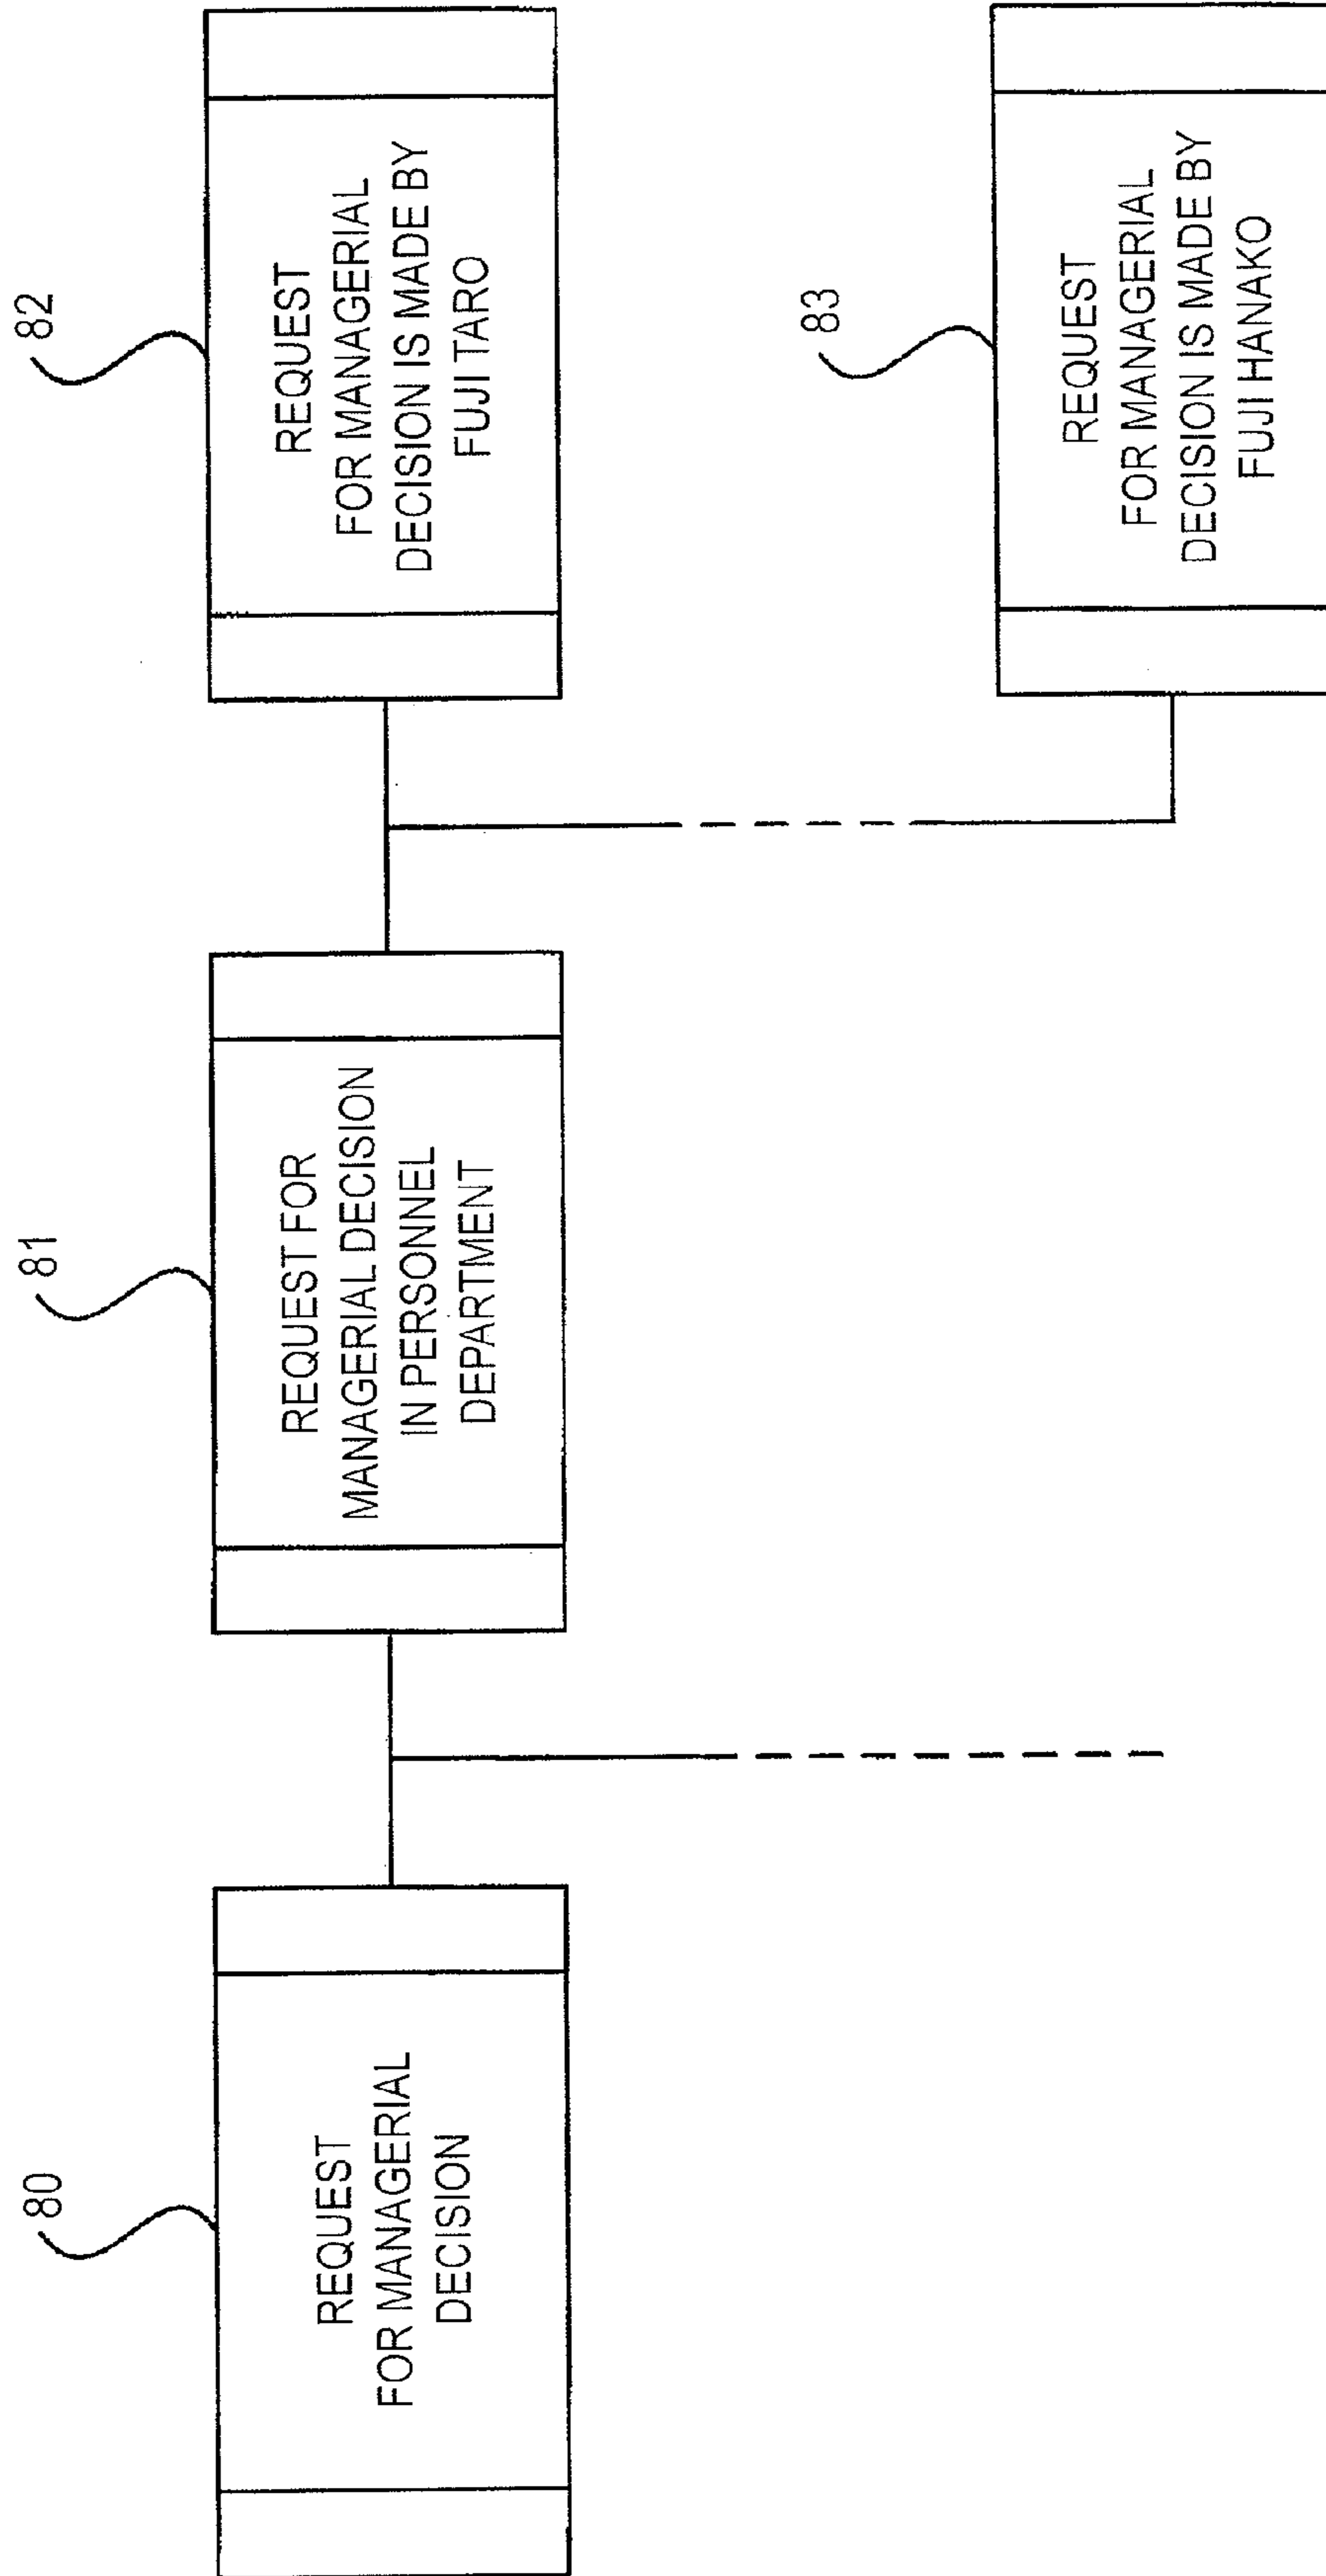 80
REQUEST
FOR MANAGERIAL
DECISION
81
REQUEST FOR
MANAGERIAL DECISION
IN PERSONNEL
DEPARTMENT
82
REQUEST
FOR MANAGERIAL
DECISION IS MADE BY
FUJI TARO
83
REQUEST
FOR MANAGERIAL
DECISION IS MADE BY
FUJI HANAKO